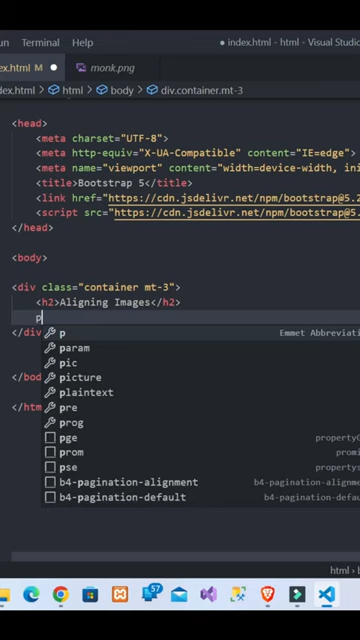 un Terminal Help ● index.html - html - Visual Studio
ex.html M ● monk.png
dex.html > html > body > div.container.mt-3
<head>
<meta charset="UTF-8">
<meta http-equiv="X-UA-Compatible" content="IE=edge">
<meta name="viewport" content="width=device-width, ini
<title>Bootstrap 5</title>
<link href="https://cdn.jsdelivr.net/npm/bootstrap@5.2
<script src="https://cdn.jsdelivr.net/npm/bootstrap@5.
</head>
<body>
<div class="container mt-3">
<h2>Aligning Images</h2>
p
</div
p Emmet Abbreviati
param
pic
picture
plaintext
pre
prog
pge property
prom promi
pse propertys
b4-pagination-alignment b4-pagination-alignme
b4-pagination-default b4-pagination-defau
</bod
</htm
html b
57